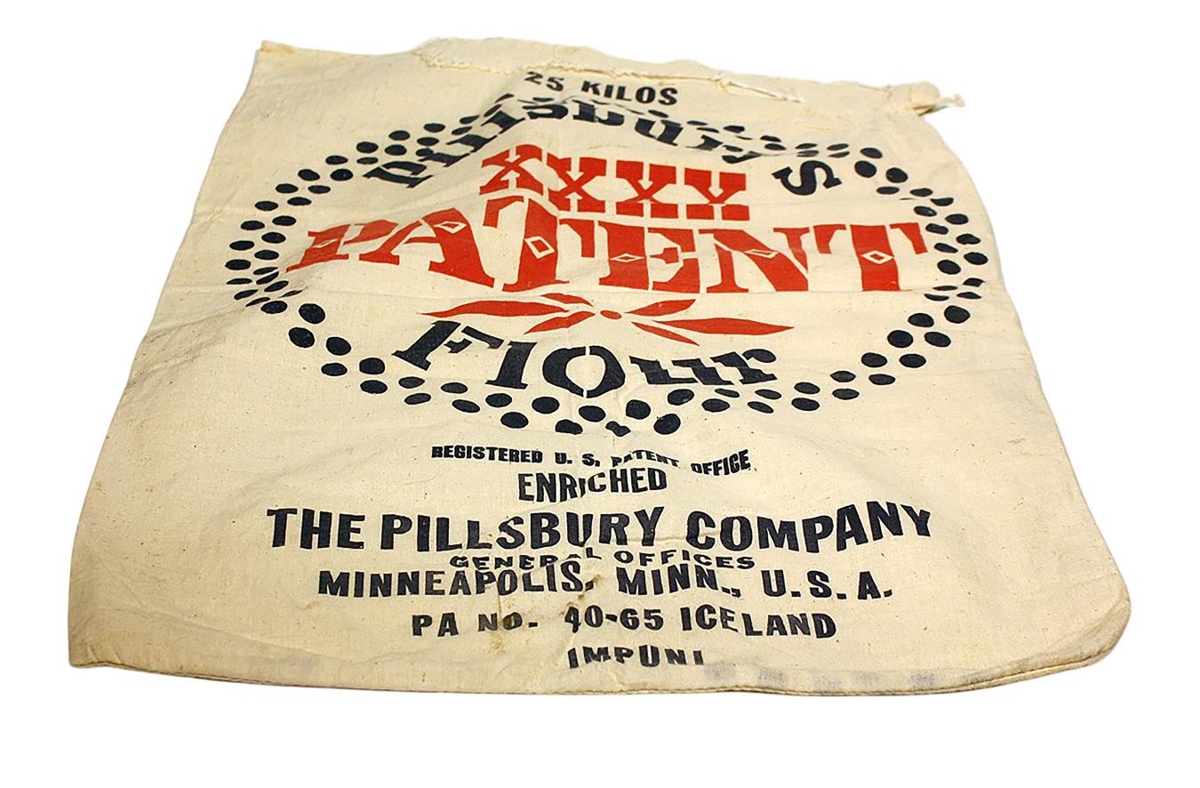 25 KILOS
Pillsbury's
XXXX
PATENT
Flour
REGISTERED U. S. PATENT OFFICE
ENRICHED
THE PILLSBURY COMPANY
GENERAL OFFICES
MINNEAPOLIS, MINN., U.S.A.
PA NO. 40-65 ICELAND
IMPUNI